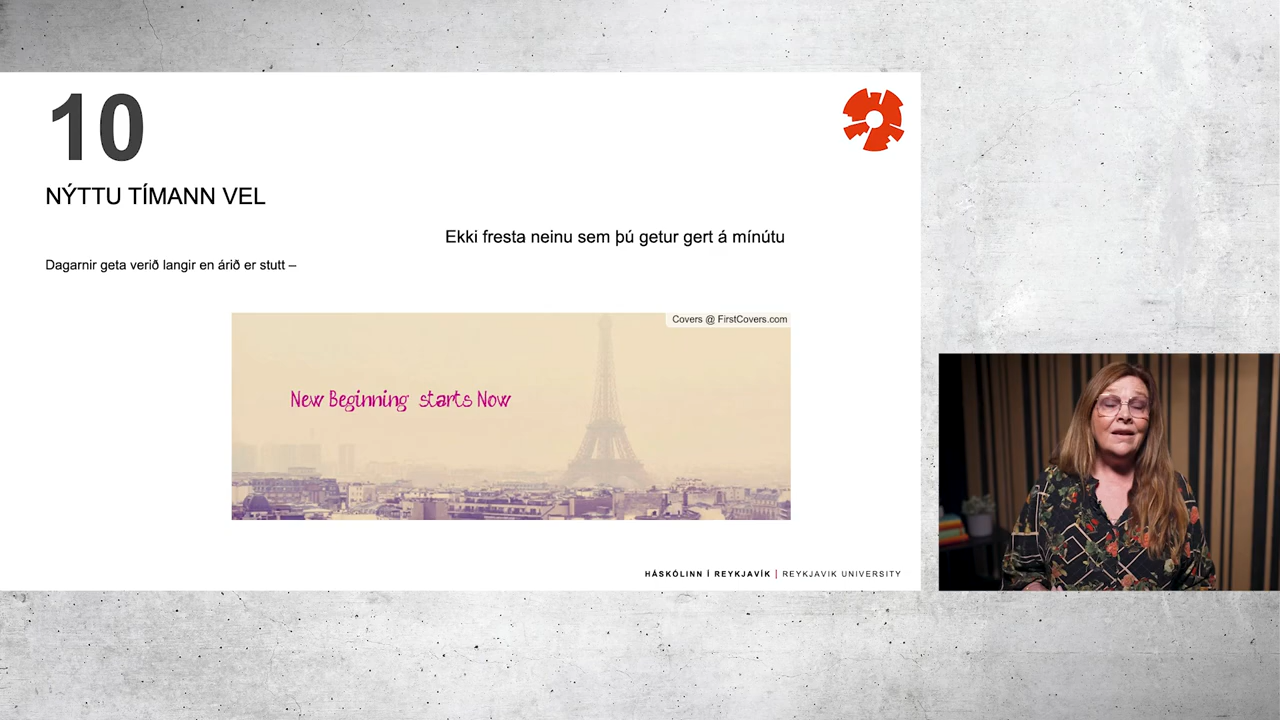 10
NÝTTU TÍMANN VEL
Ekki fresta neinu sem þú getur gert á mínútu
Dagarnir geta verið langir en árið er stutt –
Covers @ FirstCovers.com
New Beginning starts Now
HÁSKÓLINN Í REYKJAVÍK | REYKJAVIK UNIVERSITY